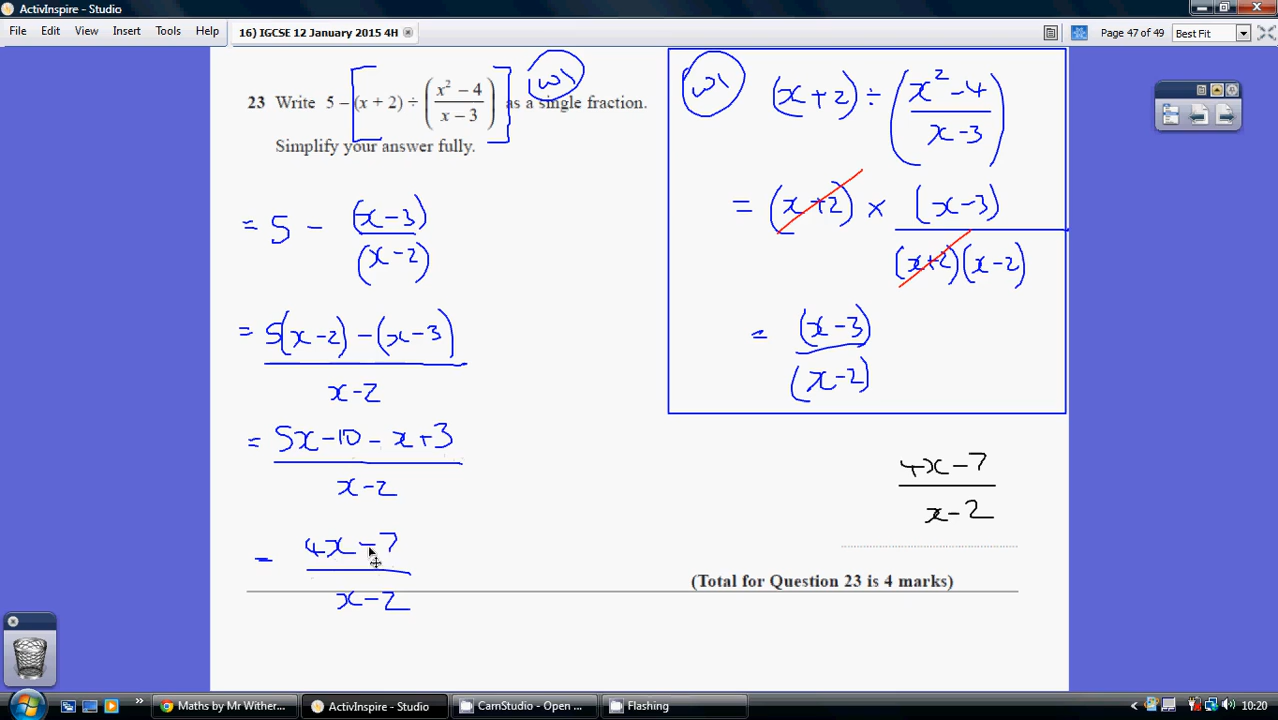 ActivInspire - Studio
File Edit View Insert Tools Help
16) IGCSE 12 January 2015 4H
Page 47 of 49
Best Fit
23 Write 5 – (x + 2) ÷ ( x² – 4 / x – 3 ) as a single fraction.
Simplify your answer fully.
W)
= 5 - (x-3) / (x-2)
= 5(x-2) - (x-3) / x-2
= 5x-10 - x+3 / x-2
= 4x-7 / x-2
W) (x+2) ÷ ( x²-4 / x-3 )
= (x+2) × (x-3) / (x+2)(x-2)
= (x-3) / (x-2)
4x-7 / x-2
(Total for Question 23 is 4 marks)
Maths by Mr Wither...
ActivInspire - Studio
CamStudio - Open ...
Flashing
10:20